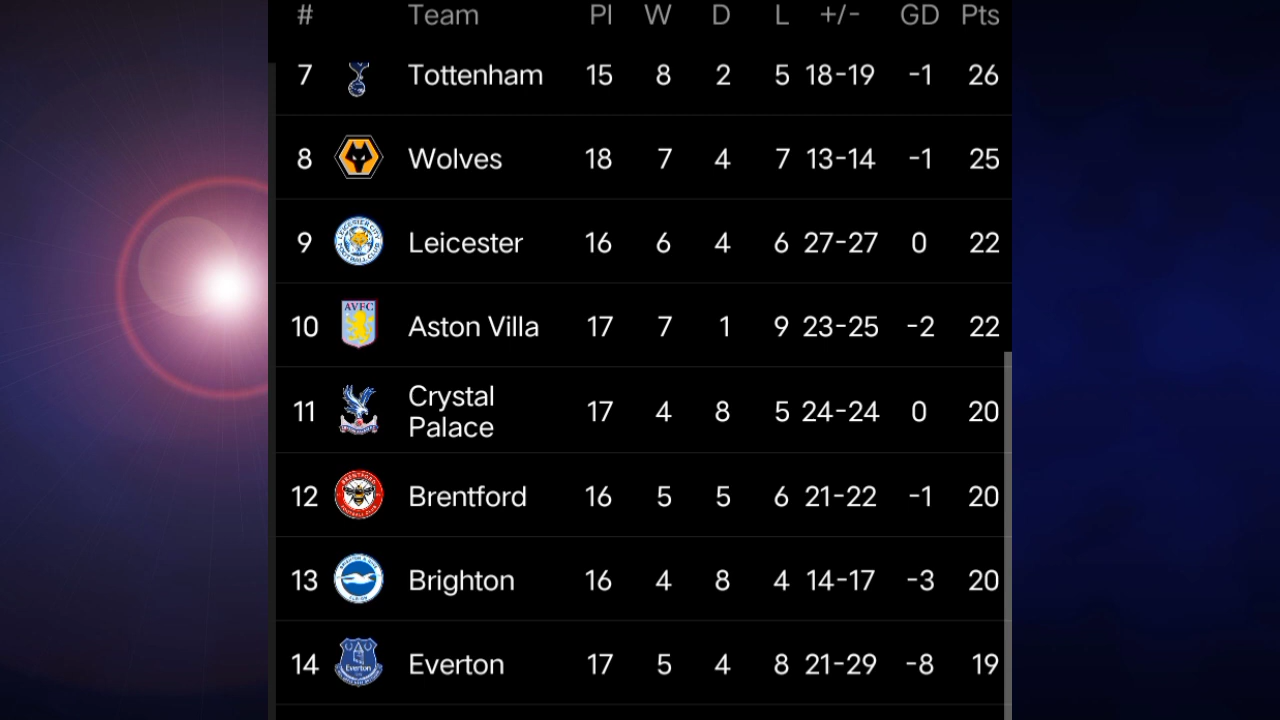 # Team Pl W D L +/- GD Pts
7 Tottenham 15 8 2 5 18-19 -1 26
8 Wolves 18 7 4 7 13-14 -1 25
9 Leicester 16 6 4 6 27-27 0 22
AVFC
10 Aston Villa 17 7 1 9 23-25 -2 22
11 Crystal Palace 17 4 8 5 24-24 0 20
12 Brentford 16 5 5 6 21-22 -1 20
13 Brighton 16 4 8 4 14-17 -3 20
14 Everton 17 5 4 8 21-29 -8 19
Everton